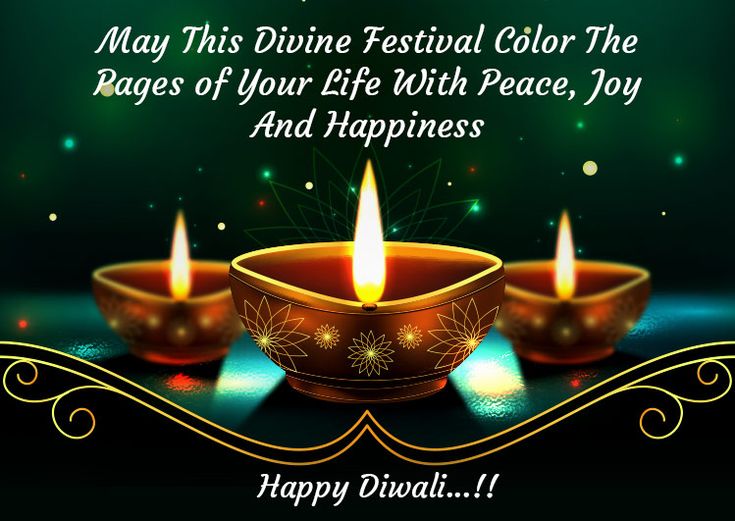 May This Divine Festival Color The
Pages of Your Life With Peace, Joy
And Happiness
Happy Diwali...!!